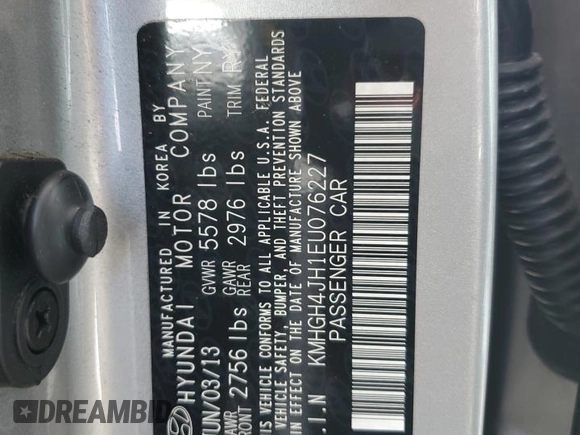 MANUFACTURED IN KOREA BY
HYUNDAI MOTOR COMPANY
JUN/03/13 GVWR 5578 lbs PAINT NY
GAWR FRONT 2756 lbs GAWR REAR 2976 lbs TRIM RY
THIS VEHICLE CONFORMS TO ALL APPLICABLE U.S.A. FEDERAL
VEHICLE SAFETY, BUMPER, AND THEFT PREVENTION STANDARDS
IN EFFECT ON THE DATE OF MANUFACTURE SHOWN ABOVE
V.I.N KMHGH4JH1EU076227
PASSENGER CAR
DREAMBID